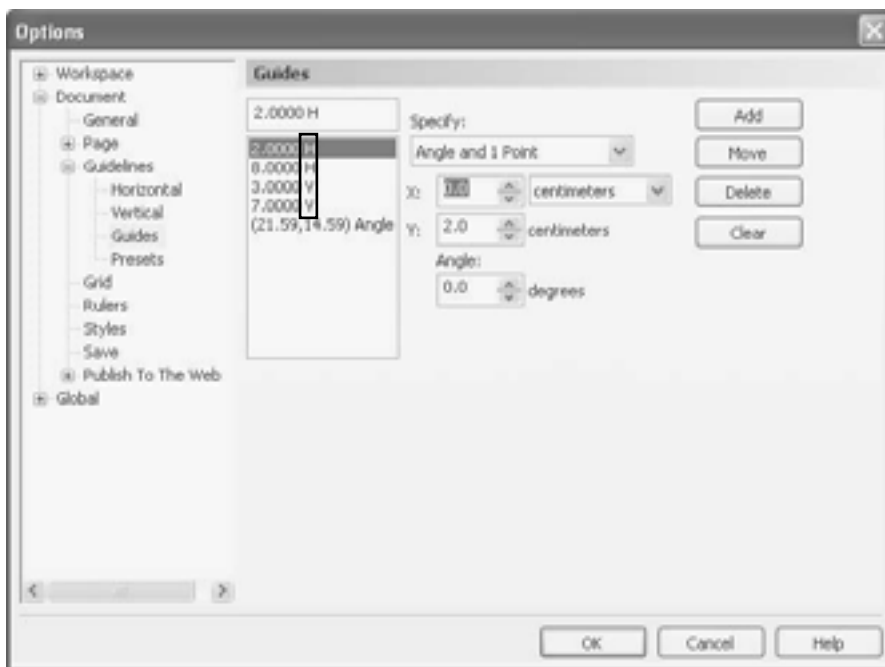 Options
Workspace
Document
General
Page
Guidelines
Horizontal
Vertical
Guides
Presets
Grid
Rulers
Styles
Save
Publish To The Web
Global
Guides
2.0000 H
2.0000 H
8.0000 H
3.0000 V
7.0000 V
(21.59,14.59) Angle
Specify:
Angle and 1 Point
X: 0.0 centimeters
Y: 2.0 centimeters
Angle:
0.0 degrees
Add
Move
Delete
Clear
OK Cancel Help